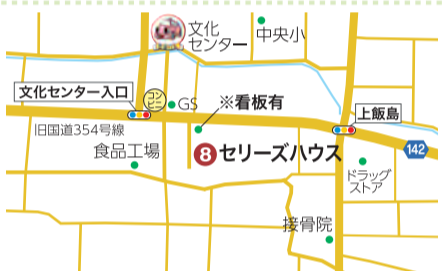 文化
センター
中央小
文化センター入口
コン
ビニ
GS
※看板有
上飯島
旧国道354号線
食品工場
8 セリーズハウス
142
ドラッグ
ストア
接骨院